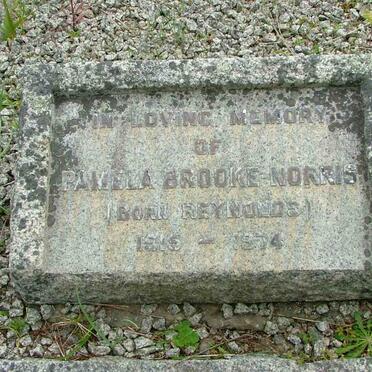 IN LOVING MEMORY
OF
PAMELA BROOKE NORRIS
(BORN REYNOLDS)
1916 – 1974